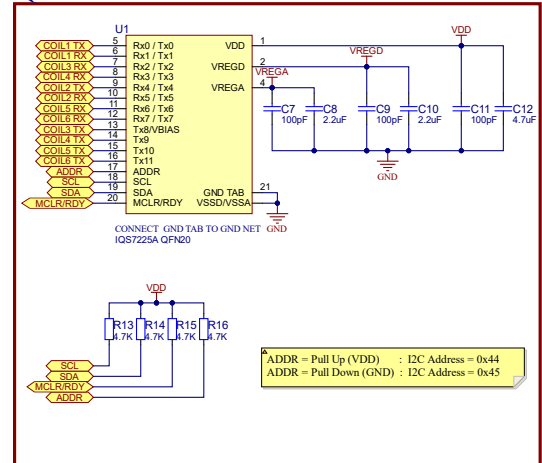 U1
VDD
COIL1 TX 5 Rx0 / Tx0 VDD 1
COIL1 RX 6 Rx1 / Tx1 VREGD
COIL3 RX 7 Rx2 / Tx2 VREGD 2
COIL4 RX 8 Rx3 / Tx3 VREGA
COIL2 TX 9 Rx4 / Tx4 VREGA 4
COIL2 RX 10 Rx5 / Tx5
COIL5 RX 11 Rx6 / Tx6
COIL6 RX 12 Rx7 / Tx7
COIL3 TX 13 Tx8/VBIAS
COIL4 TX 14 Tx9
COIL5 TX 15 Tx10
COIL6 TX 16 Tx11
ADDR 17 ADDR
SCL 18 SCL
SDA 19 SDA GND TAB 21
MCLR/RDY 20 MCLR/RDY VSSD/VSSA
C7 C8 C9 C10 C11 C12
100pF 2.2uF 100pF 2.2uF 100pF 4.7uF
GND
CONNECT GND TAB TO GND NET GND
IQS7225A QFN20
VDD
R13 R14 R15 R16
4.7K 4.7K 4.7K 4.7K
SCL
SDA
MCLR/RDY
ADDR
ADDR = Pull Up (VDD) : I2C Address = 0x44
ADDR = Pull Down (GND) : I2C Address = 0x45